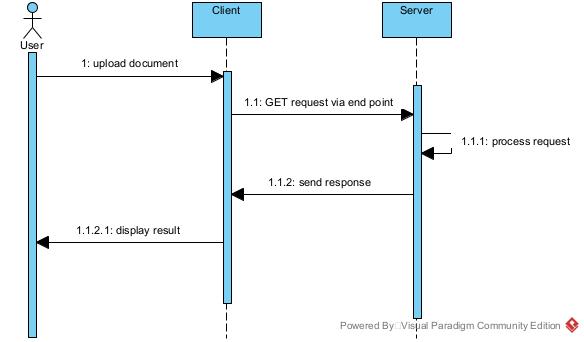 Client
Server
User
1: upload document
1.1: GET request via end point
1.1.1: process request
1.1.2: send response
1.1.2.1: display result
Powered By Visual Paradigm Community Edition